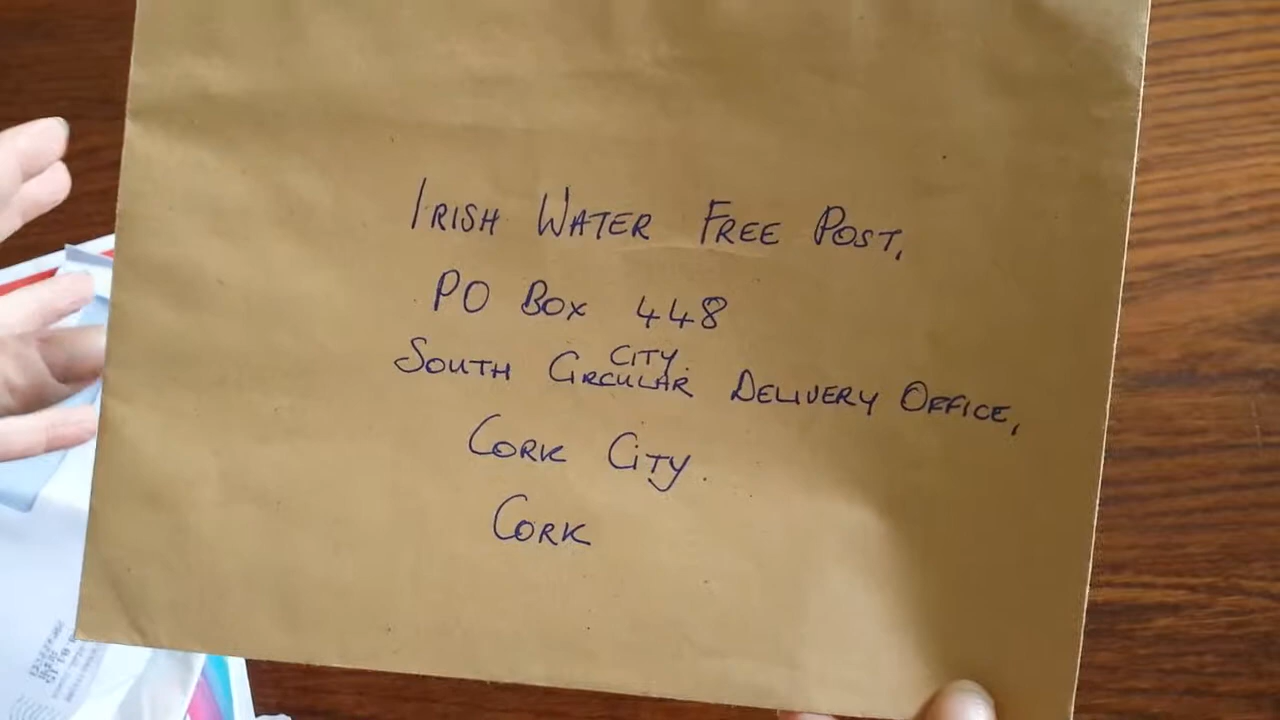 IRISH WATER FREE POST,
PO BOX 448
CITY.
SOUTH CIRCULAR DELIVERY OFFICE,
CORK CITY.
CORK